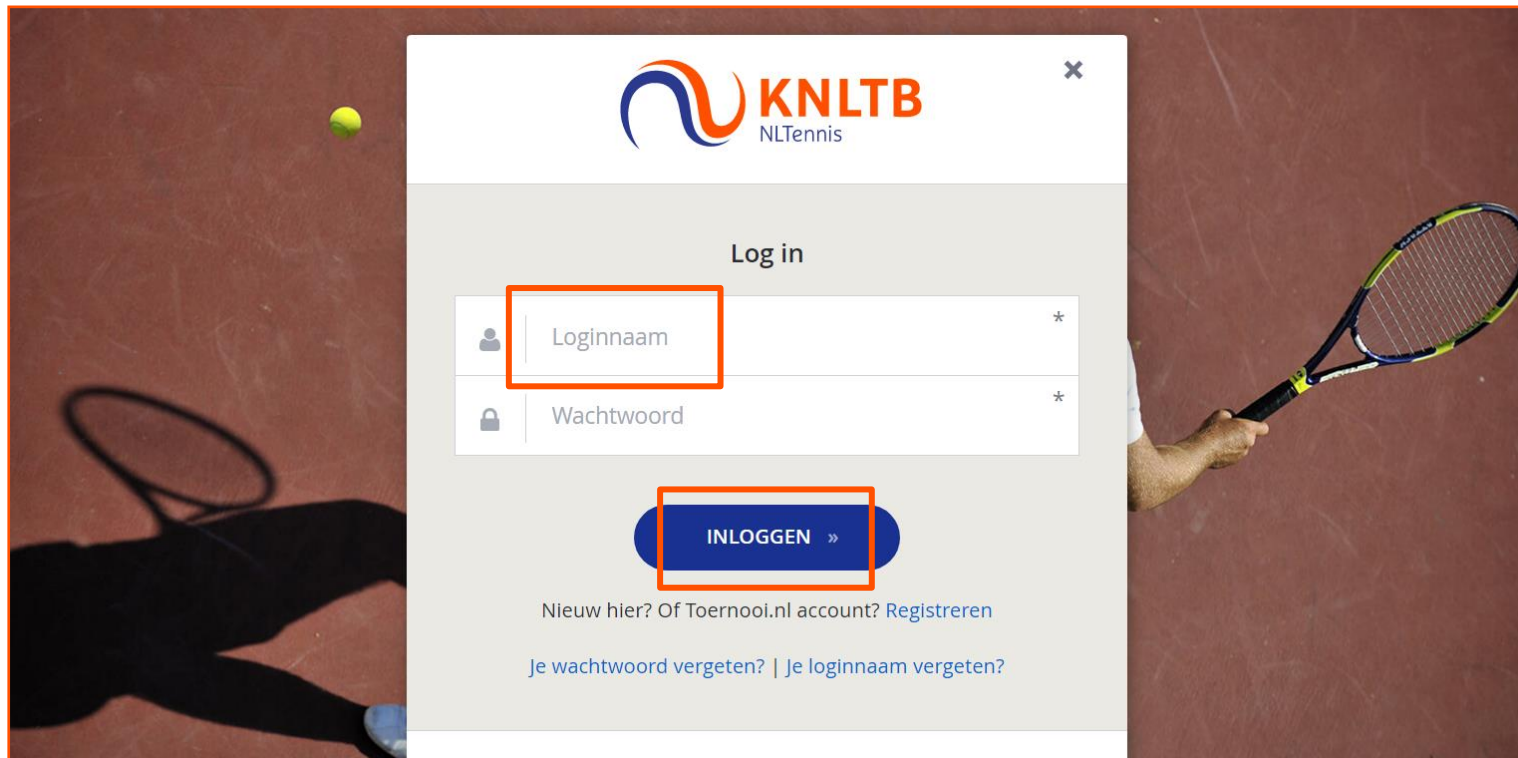 KNLTB
NLTennis
Log in
Loginnaam *
Wachtwoord *
INLOGGEN »
Nieuw hier? Of Toernooi.nl account? Registreren
Je wachtwoord vergeten? | Je loginnaam vergeten?